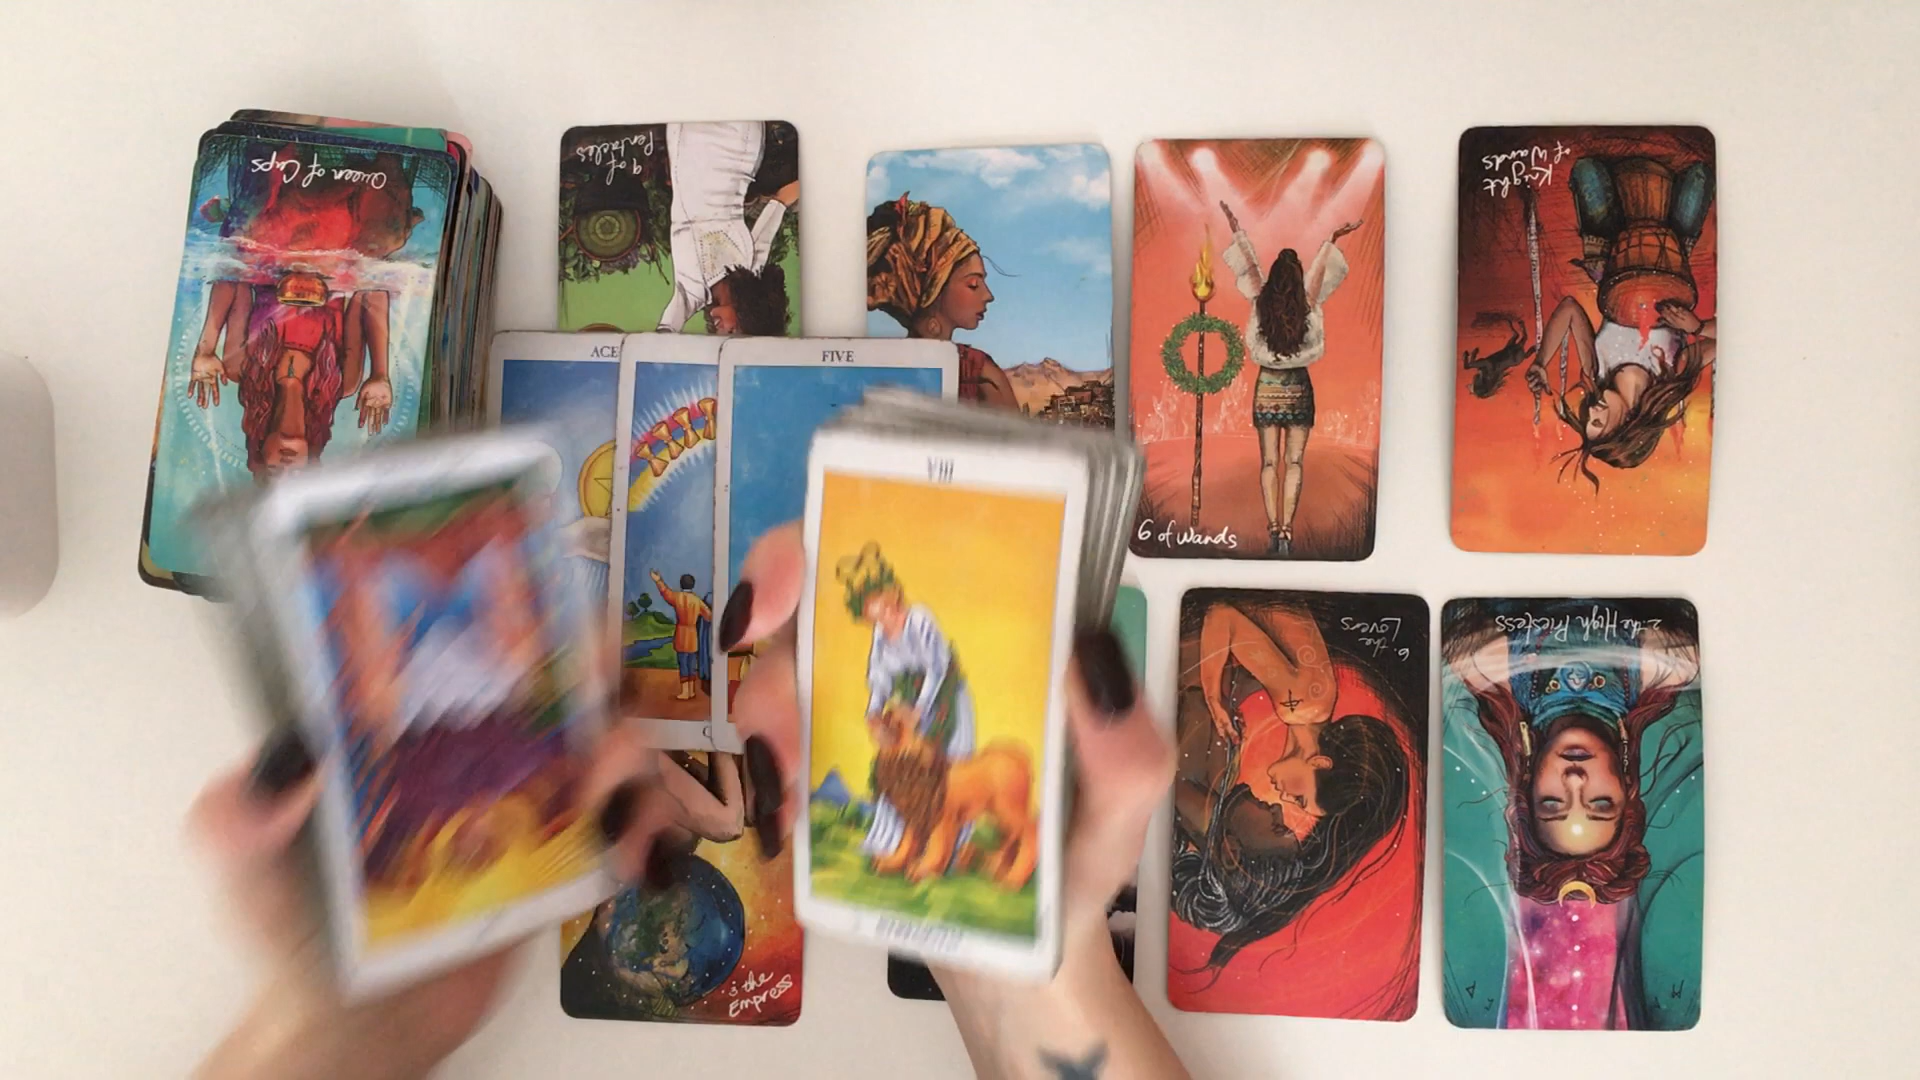 Queen of Cups
9 of
Pentacles
Knight
of Wands
ACE
FIVE
VIII
6 of Wands
6. the
Lovers
2. the High Priestess
3 the
Empress